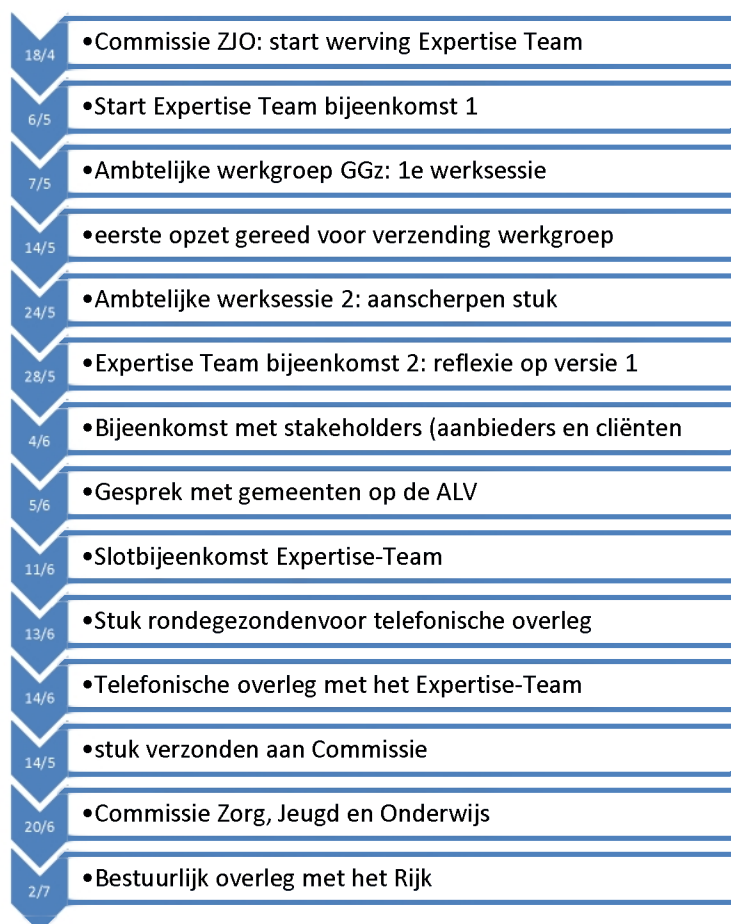 18/4 •Commissie ZJO: start werving Expertise Team
6/5 •Start Expertise Team bijeenkomst 1
7/5 •Ambtelijke werkgroep GGz: 1e werksessie
14/5 •eerste opzet gereed voor verzending werkgroep
24/5 •Ambtelijke werksessie 2: aanscherpen stuk
28/5 •Expertise Team bijeenkomst 2: reflexie op versie 1
4/6 •Bijeenkomst met stakeholders (aanbieders en cliënten
5/6 •Gesprek met gemeenten op de ALV
11/6 •Slotbijeenkomst Expertise-Team
13/6 •Stuk rondegezondenvoor telefonische overleg
14/6 •Telefonische overleg met het Expertise-Team
14/5 •stuk verzonden aan Commissie
20/6 •Commissie Zorg, Jeugd en Onderwijs
2/7 •Bestuurlijk overleg met het Rijk